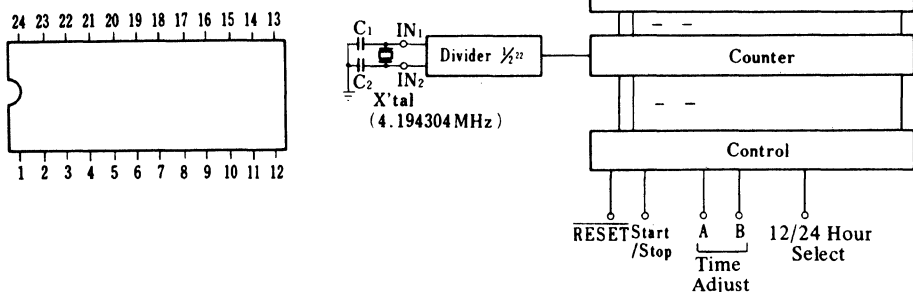 24 23 22 21 20 19 18 17 16 15 14 13
1 2 3 4 5 6 7 8 9 10 11 12
C₁ IN₁
C₂ IN₂
X'tal
(4.194304MHz)
Divider ½²²
Counter
Control
RESET Start
/Stop
A B
Time
Adjust
12/24 Hour
Select